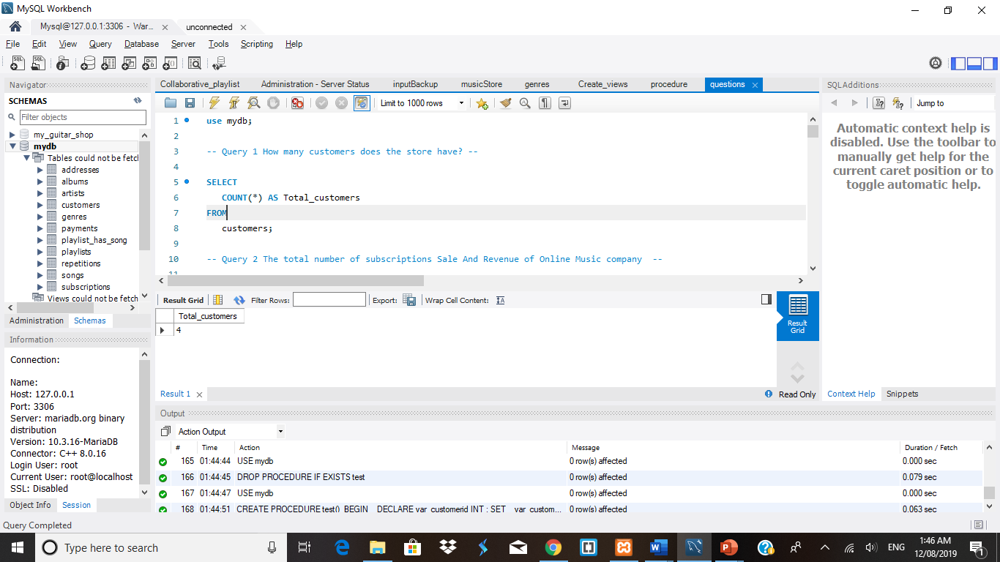 MySQL Workbench
Mysql@127.0.0.1:3306 - War...
unconnected
File Edit View Query Database Server Tools Scripting Help
Navigator
SCHEMAS
Filter objects
my_guitar_shop
mydb
Tables could not be fetch
addresses
albums
artists
customers
genres
payments
playlist_has_song
playlists
repetitions
songs
subscriptions
Views could not be fetch
Administration Schemas
Information
Connection:
Name:
Host: 127.0.0.1
Port: 3306
Server: mariadb.org binary
distribution
Version: 10.3.16-MariaDB
Connector: C++ 8.0.16
Login User: root
Current User: root@localhost
SSL: Disabled
Object Info Session
Collaborative_playlist Administration - Server Status inputBackup musicStore genres Create_views procedure questions
Limit to 1000 rows
1 use mydb;
2
3 -- Query 1 How many customers does the store have? --
4
5 SELECT
6 COUNT(*) AS Total_customers
7 FROM
8 customers;
9
10 -- Query 2 The total number of subscriptions Sale And Revenue of Online Music company --
11
Result Grid Filter Rows: Export: Wrap Cell Content:
Total_customers
4
Result
Grid
Result 1
Read Only
SQLAdditions
Jump to
Automatic context help is
disabled. Use the toolbar to
manually get help for the
current caret position or to
toggle automatic help.
Context Help Snippets
Output
Action Output
# Time Action Message Duration / Fetch
165 01:44:44 USE mydb 0 row(s) affected 0.000 sec
166 01:44:45 DROP PROCEDURE IF EXISTS test 0 row(s) affected 0.079 sec
167 01:44:47 USE mydb 0 row(s) affected 0.000 sec
168 01:44:51 CREATE PROCEDURE test() BEGIN DECLARE var_customerid INT ; SET var_custom... 0 row(s) affected 0.063 sec
Query Completed
Type here to search
ENG
1:46 AM
12/08/2019
1